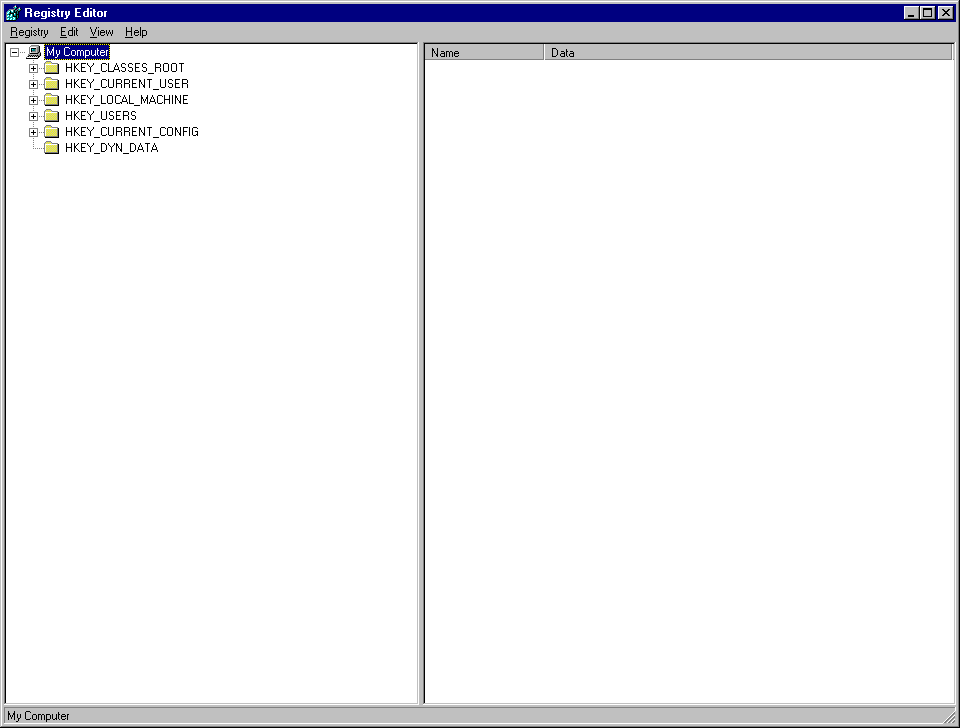 Registry Editor
Registry Edit View Help
My Computer
HKEY_CLASSES_ROOT
HKEY_CURRENT_USER
HKEY_LOCAL_MACHINE
HKEY_USERS
HKEY_CURRENT_CONFIG
HKEY_DYN_DATA
Name Data
My Computer